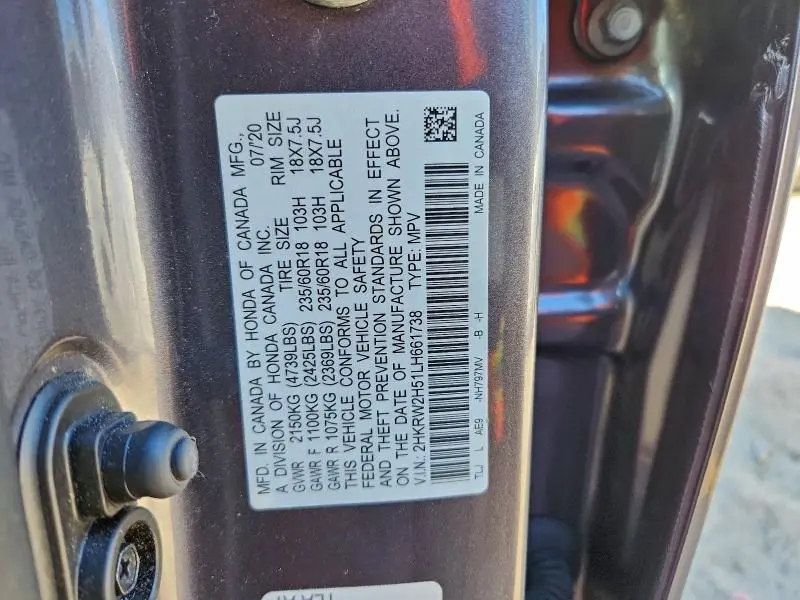 MFD. IN CANADA BY HONDA OF CANADA MFG.,
A DIVISION OF HONDA CANADA INC. 07/'20
GVWR 2150KG (4739LBS) TIRE SIZE RIM SIZE
GAWR F 1100KG (2425LBS) 235/60R18 103H 18X7.5J
GAWR R 1075KG (2369LBS) 235/60R18 103H 18X7.5J
THIS VEHICLE CONFORMS TO ALL APPLICABLE
FEDERAL MOTOR VEHICLE SAFETY
AND THEFT PREVENTION STANDARDS IN EFFECT
ON THE DATE OF MANUFACTURE SHOWN ABOVE.
V.I.N.: 2HKRW2H51LH661738 TYPE: MPV
TLJ L AE9 -NH797MV -B -H MADE IN CANADA